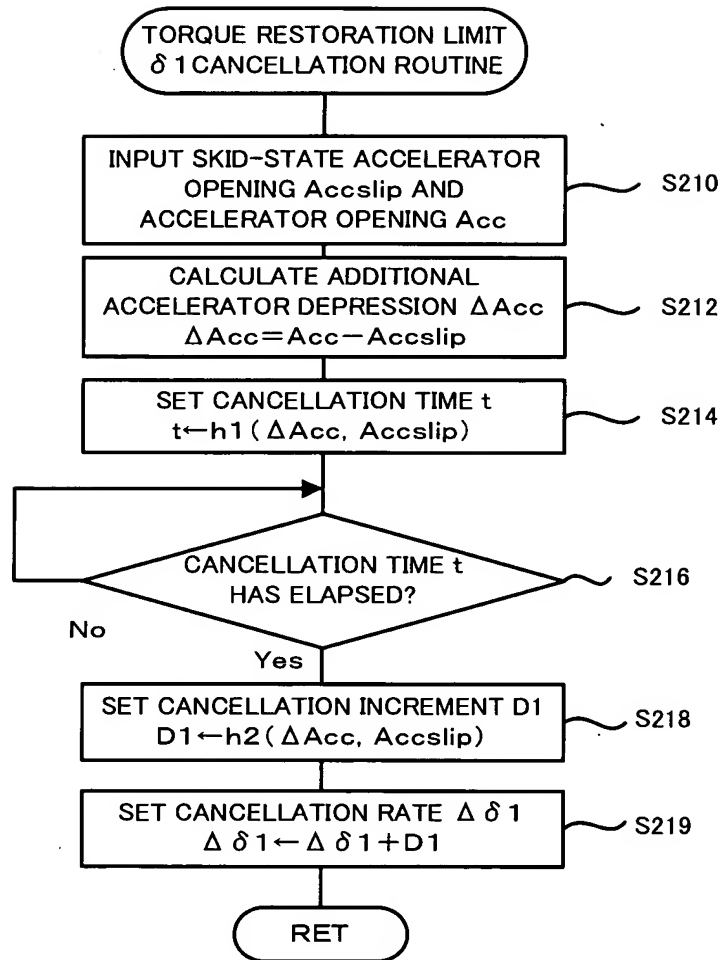 TORQUE RESTORATION LIMIT
δ1 CANCELLATION ROUTINE
INPUT SKID-STATE ACCELERATOR
OPENING Accslip AND
ACCELERATOR OPENING Acc
S210
CALCULATE ADDITIONAL
ACCELERATOR DEPRESSION ΔAcc
ΔAcc=Acc−Accslip
S212
SET CANCELLATION TIME t
t←h1(ΔAcc, Accslip)
S214
CANCELLATION TIME t
HAS ELAPSED?
S216
No
Yes
SET CANCELLATION INCREMENT D1
D1←h2(ΔAcc, Accslip)
S218
SET CANCELLATION RATE Δδ1
Δδ1←Δδ1+D1
S219
RET